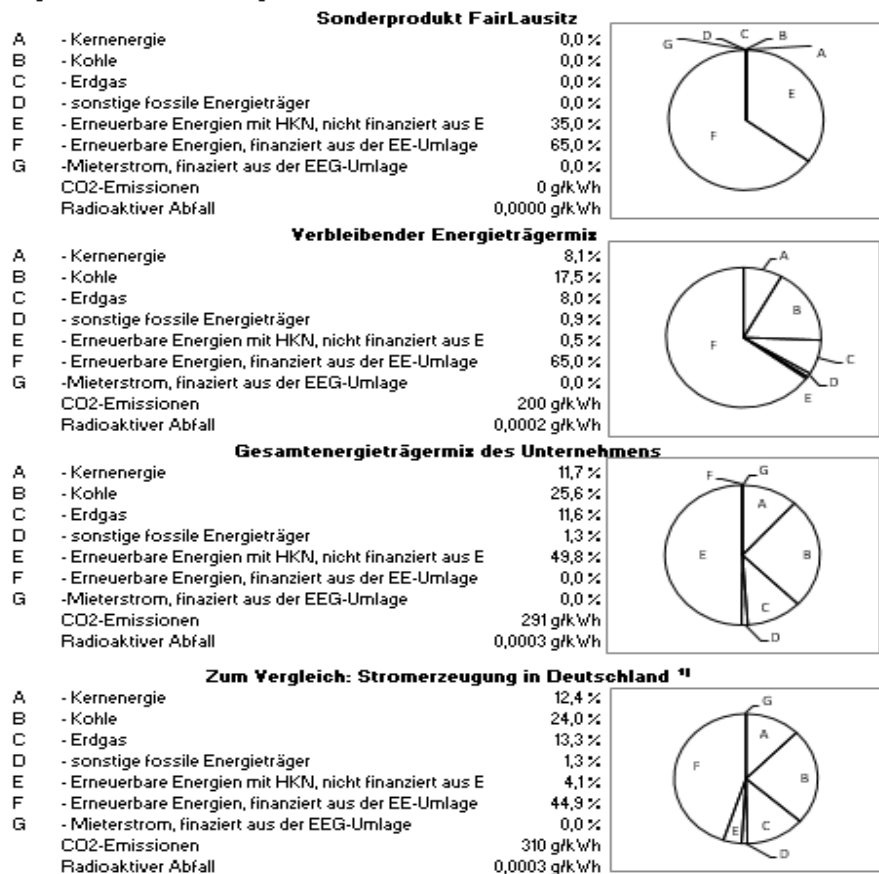 Sonderprodukt FairLausitz
A - Kernenergie 0,0 %
B - Kohle 0,0 %
C - Erdgas 0,0 %
D - sonstige fossile Energieträger 0,0 %
E - Erneuerbare Energien mit HKN, nicht finanziert aus E 35,0 %
F - Erneuerbare Energien, finanziert aus der EE-Umlage 65,0 %
G -Mieterstrom, finaziert aus der EEG-Umlage 0,0 %
CO2-Emissionen 0 g/kWh
Radioaktiver Abfall 0,0000 g/kWh
G D C B A
E
F
Verbleibender Energieträgermix
A - Kernenergie 8,1 %
B - Kohle 17,5 %
C - Erdgas 8,0 %
D - sonstige fossile Energieträger 0,9 %
E - Erneuerbare Energien mit HKN, nicht finanziert aus E 0,5 %
F - Erneuerbare Energien, finanziert aus der EE-Umlage 65,0 %
G -Mieterstrom, finaziert aus der EEG-Umlage 0,0 %
CO2-Emissionen 200 g/kWh
Radioaktiver Abfall 0,0002 g/kWh
A
B
F
C
D
E
Gesamtenergieträgermix des Unternehmens
A - Kernenergie 11,7 %
B - Kohle 25,6 %
C - Erdgas 11,6 %
D - sonstige fossile Energieträger 1,3 %
E - Erneuerbare Energien mit HKN, nicht finanziert aus E 49,8 %
F - Erneuerbare Energien, finanziert aus der EE-Umlage 0,0 %
G -Mieterstrom, finaziert aus der EEG-Umlage 0,0 %
CO2-Emissionen 291 g/kWh
Radioaktiver Abfall 0,0003 g/kWh
F G
A
E B
C
D
Zum Vergleich: Stromerzeugung in Deutschland 1)
A - Kernenergie 12,4 %
B - Kohle 24,0 %
C - Erdgas 13,3 %
D - sonstige fossile Energieträger 1,3 %
E - Erneuerbare Energien mit HKN, nicht finanziert aus E 4,1 %
F - Erneuerbare Energien, finanziert aus der EE-Umlage 44,9 %
G - Mieterstrom, finaziert aus der EEG-Umlage 0,0 %
CO2-Emissionen 310 g/kWh
Radioaktiver Abfall 0,0003 g/kWh
G
A
F B
E C
D